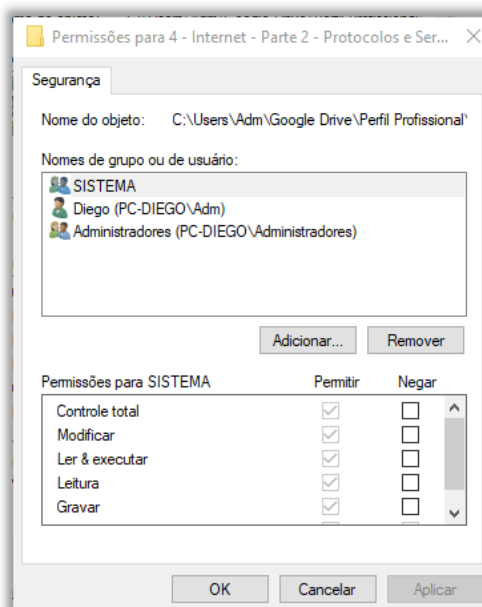 Permissões para 4 - Internet - Parte 2 - Protocolos e Ser...
Segurança
Nome do objeto: C:\Users\Adm\Google Drive\Perfil Profissional\
Nomes de grupo ou de usuário:
SISTEMA
Diego (PC-DIEGO\Adm)
Administradores (PC-DIEGO\Administradores)
Adicionar... Remover
Permissões para SISTEMA Permitir Negar
Controle total
Modificar
Ler & executar
Leitura
Gravar
OK Cancelar Aplicar